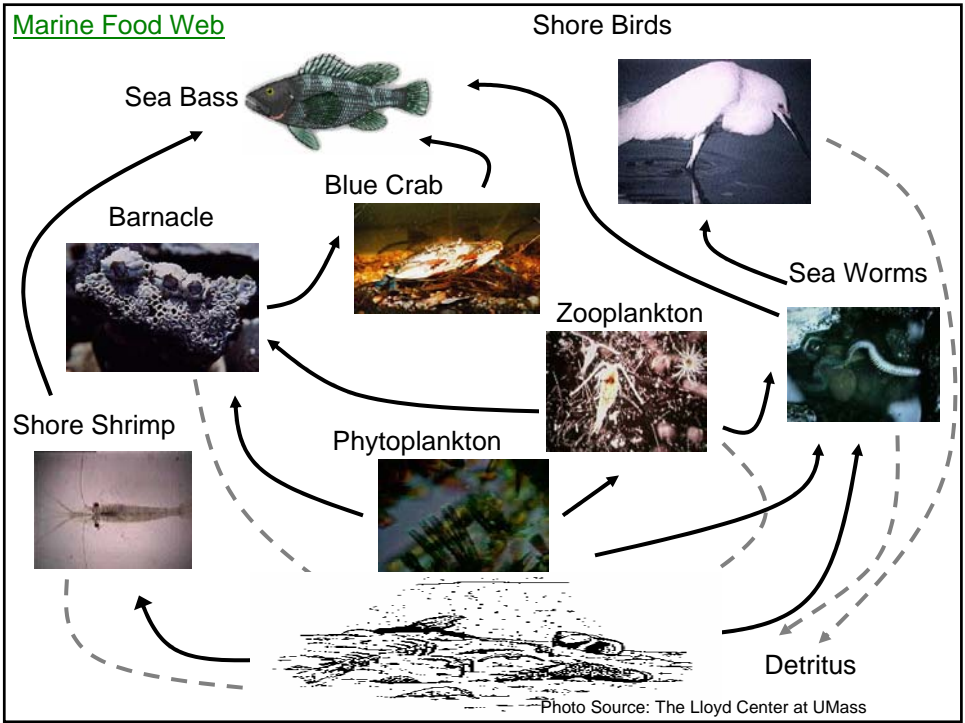 Marine Food Web
Shore Birds
Sea Bass
Blue Crab
Barnacle
Sea Worms
Zooplankton
Shore Shrimp
Phytoplankton
Detritus
Photo Source: The Lloyd Center at UMass